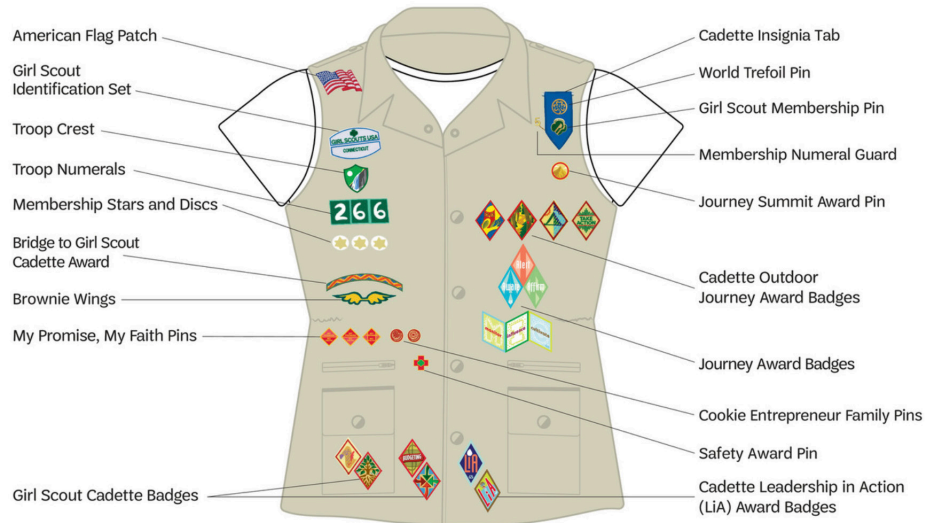 American Flag Patch
Girl Scout
Identification Set
Troop Crest
Troop Numerals
Membership Stars and Discs
Bridge to Girl Scout
Cadette Award
Brownie Wings
My Promise, My Faith Pins
Girl Scout Cadette Badges
GIRL SCOUTS USA
CONNECTICUT
266
TAKE
ACTION
LiA
Cadette Insignia Tab
World Trefoil Pin
Girl Scout Membership Pin
Membership Numeral Guard
Journey Summit Award Pin
Cadette Outdoor
Journey Award Badges
Journey Award Badges
Cookie Entrepreneur Family Pins
Safety Award Pin
Cadette Leadership in Action
(LiA) Award Badges